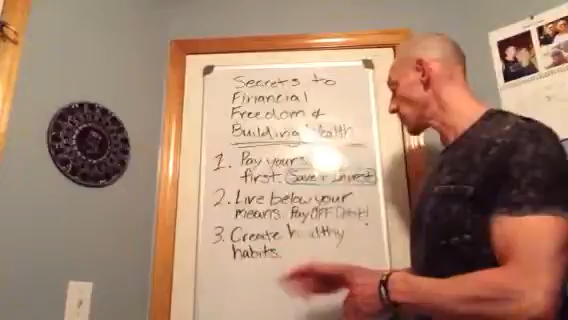 Secrets to
Financial
Freedom &
Building Wealth
1. Pay your
first. Save & Invest
2. Live below your
means. Pay OFF Debt!
3. Create healthy
habits.